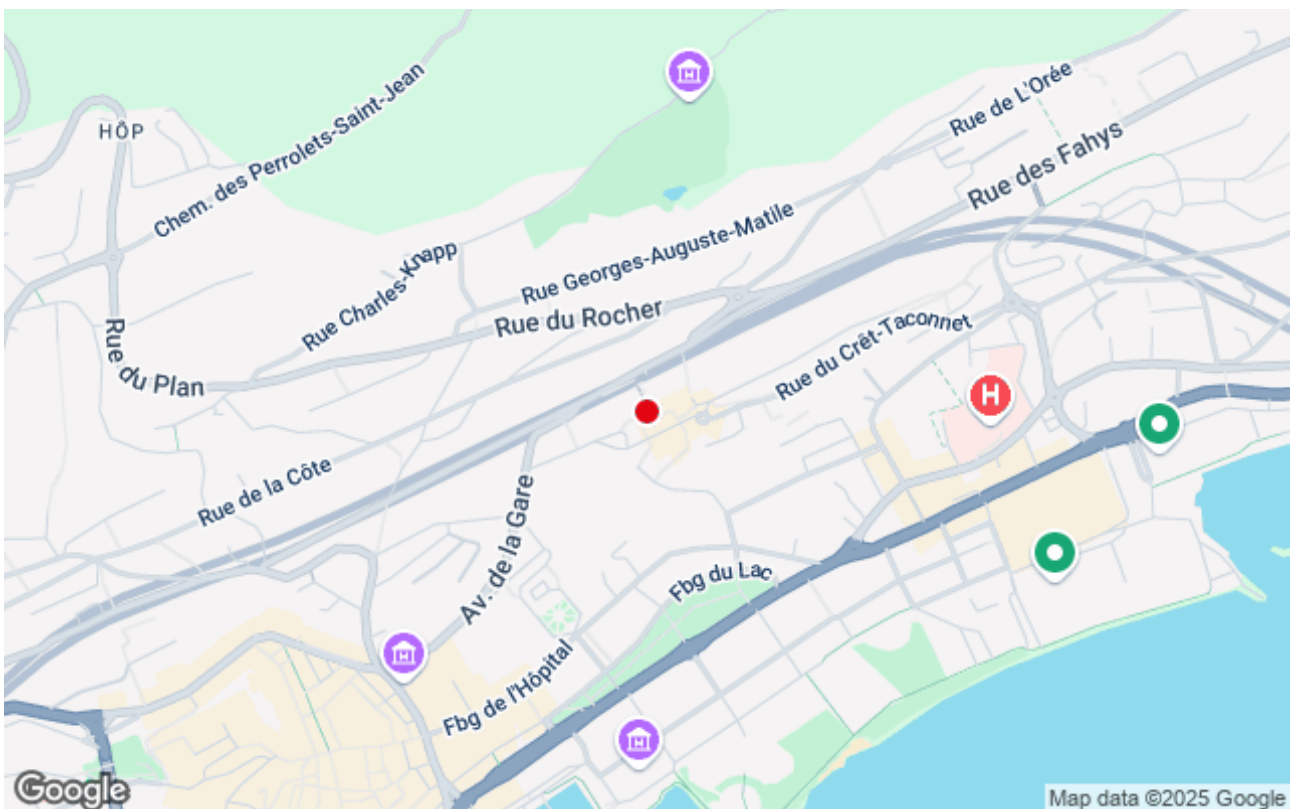 Rue de L'Orée
Chem. des Perrolets-Saint-Jean
HÔP
Rue des Fahys
Rue Georges-Auguste-Matile
Rue Charles-Knapp
Rue du Rocher
Rue du Crêt-Taconnet
Rue du Plan
H
Rue de la Côte
Av. de la Gare
Fbg du Lac
Fbg de l'Hôpital
Google
Map data ©2025 Google